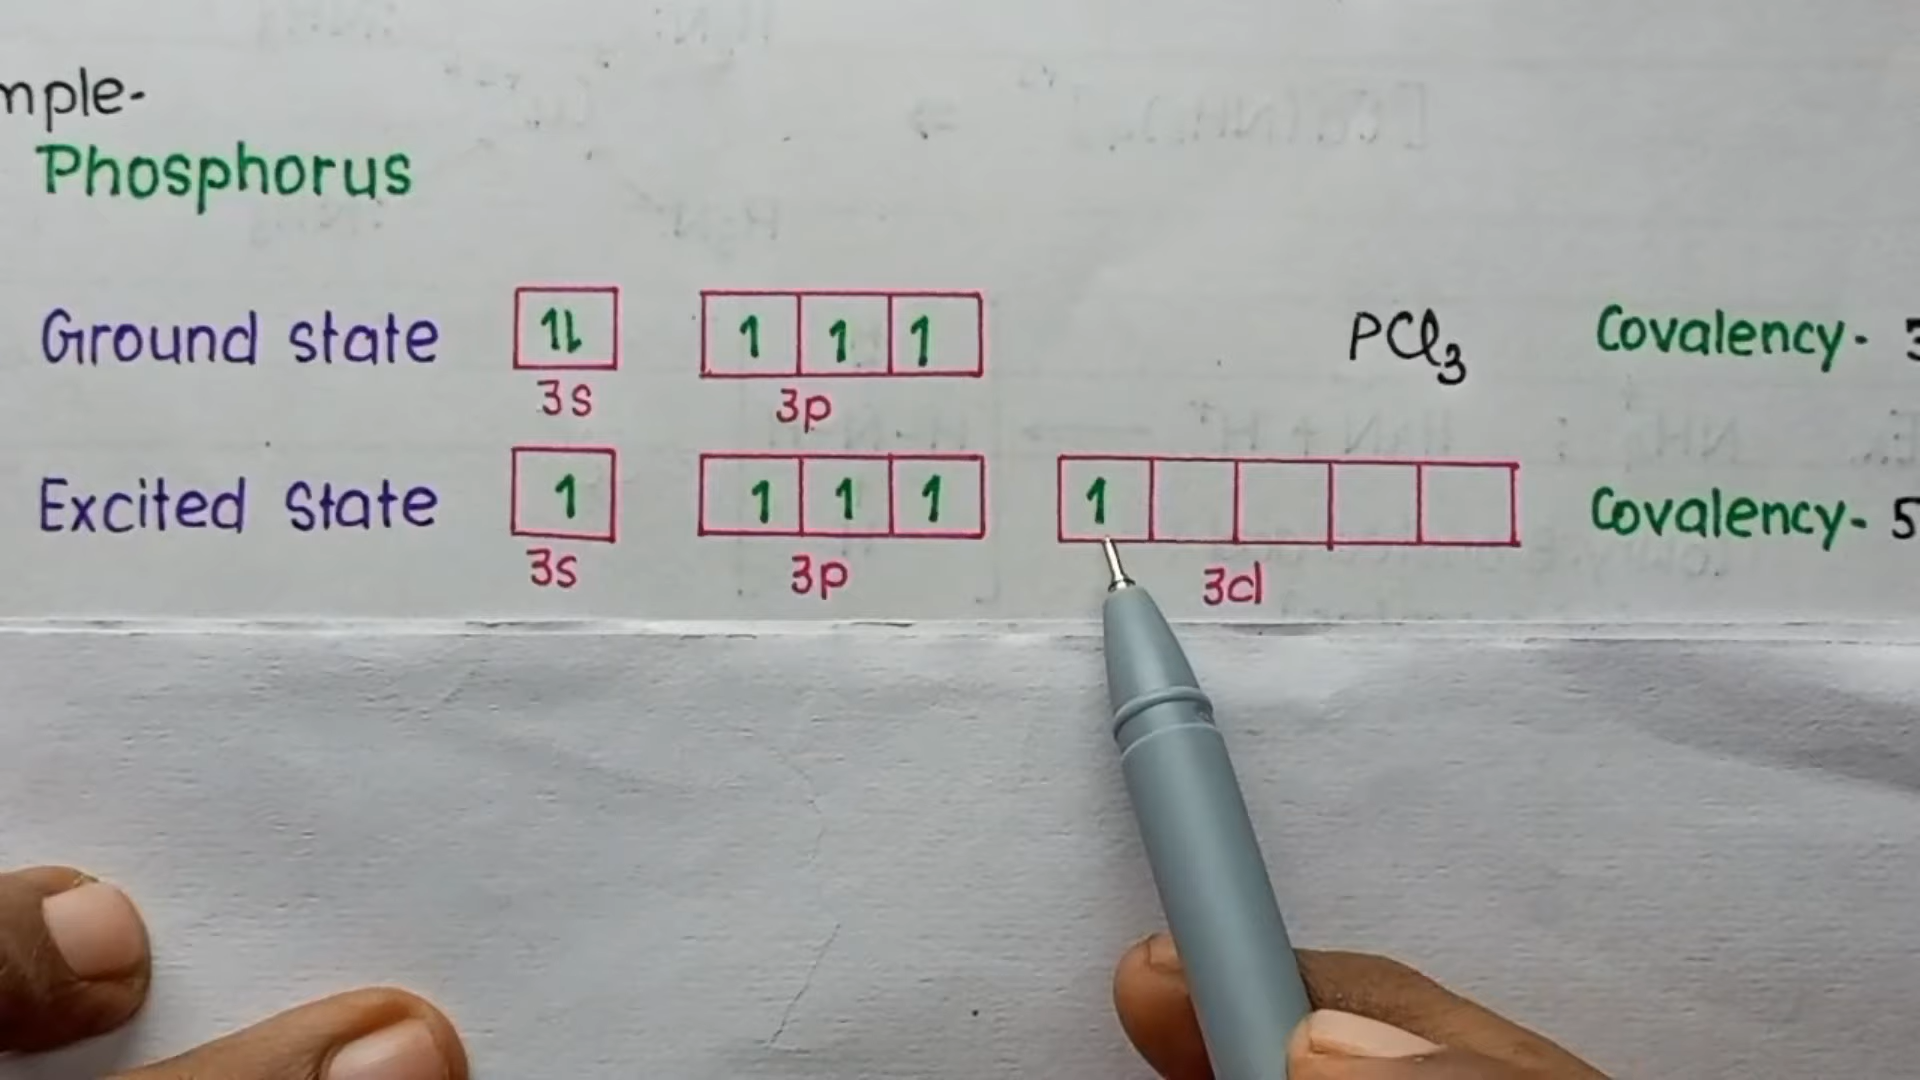 mple-
Phosphorus
Ground state 1l 1 1 1 PCl3 Covalency- 3
3s 3p
Excited State 1 1 1 1 1 Covalency- 5
3s 3p 3d